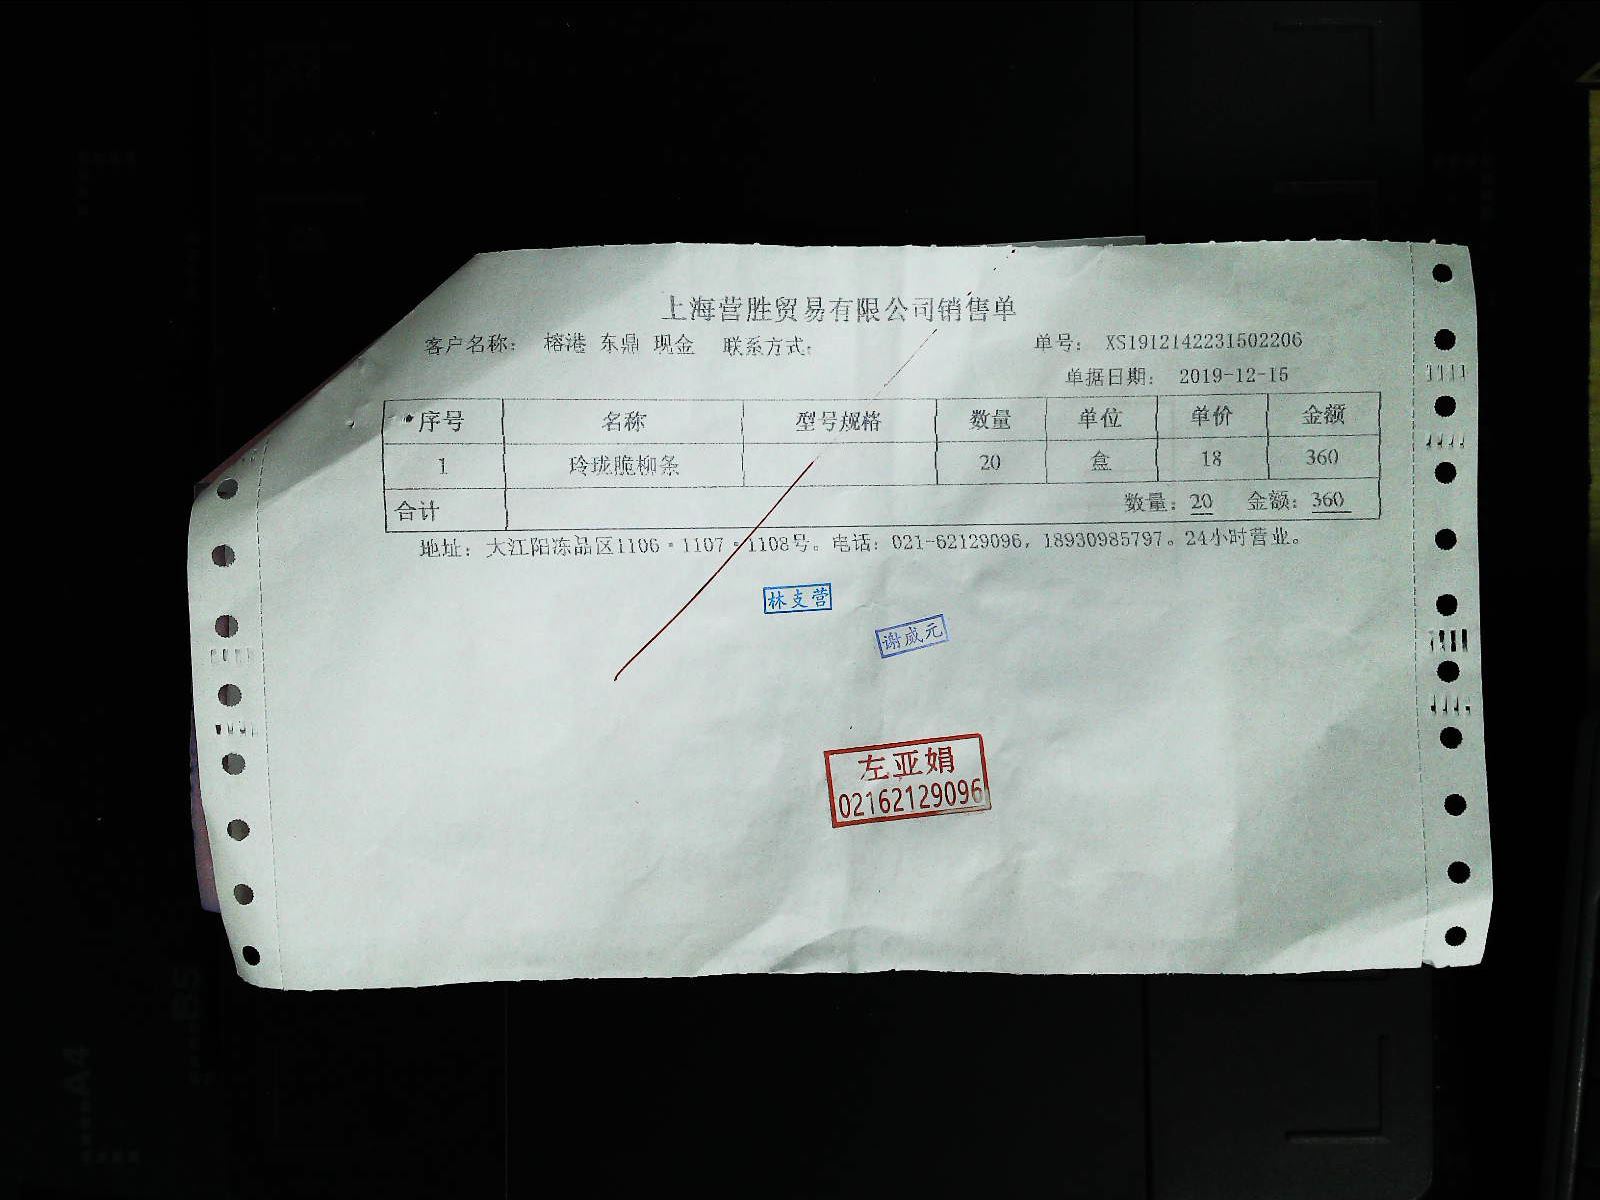 上海营胜贸易有限公司销售单
客户名称： 榕港 东鼎 现金 联系方式： 单号： XS1912142231502206
单据日期： 2019-12-15
序号 名称 型号规格 数量 单位 单价 金额
1 玲珑脆柳条 20 盒 18 360
合计 数量：20 金额：360
地址：大江阳冻品区1106·1107·1108号。电话：021-62129096，18930985797。24小时营业。
林支营
谢威元
左亚娟
02162129096
B5
A4